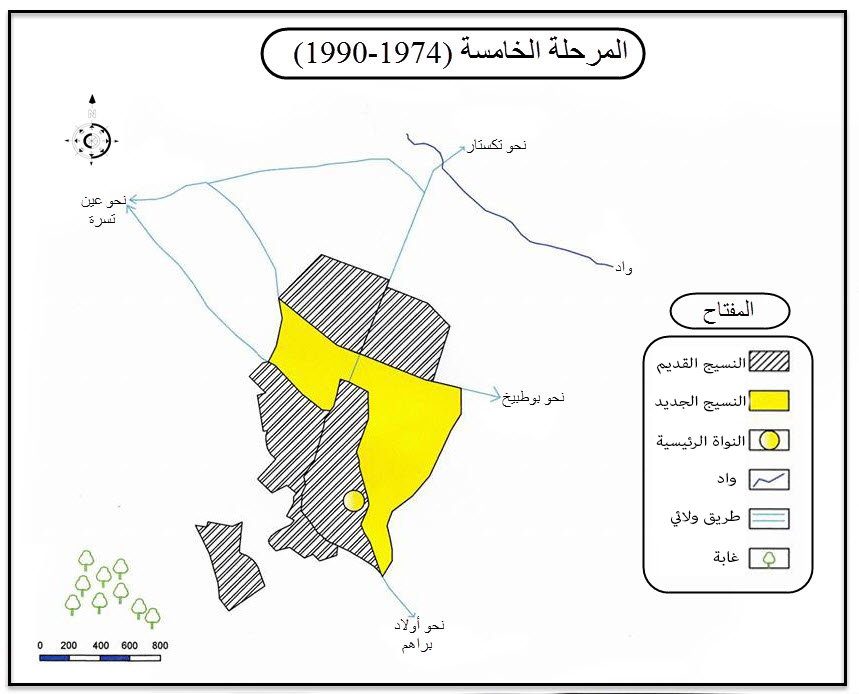 المرحلة الخامسة (1974-1990)
N
نحو تكستار
نحو عين
تسرة
واد
المفتاح
النسيج القديم
النسيج الجديد
النواة الرئيسية
واد
طريق ولائي
غابة
نحو بوطبيخ
نحو أولاد
براهم
0 200 400 600 800